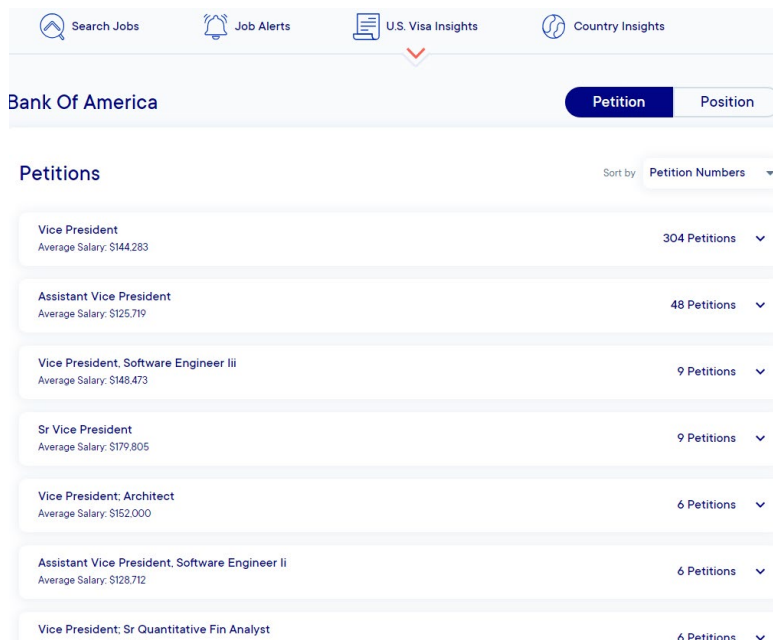 Search Jobs
Job Alerts
U.S. Visa Insights
Country Insights
Bank Of America
Petition
Position
Petitions
Sort by
Petition Numbers
Vice President
Average Salary: $144,283
304 Petitions
Assistant Vice President
Average Salary: $125,719
48 Petitions
Vice President, Software Engineer Iii
Average Salary: $148,473
9 Petitions
Sr Vice President
Average Salary: $179,805
9 Petitions
Vice President; Architect
Average Salary: $152,000
6 Petitions
Assistant Vice President, Software Engineer Ii
Average Salary: $128,712
6 Petitions
Vice President; Sr Quantitative Fin Analyst
6 Petitions